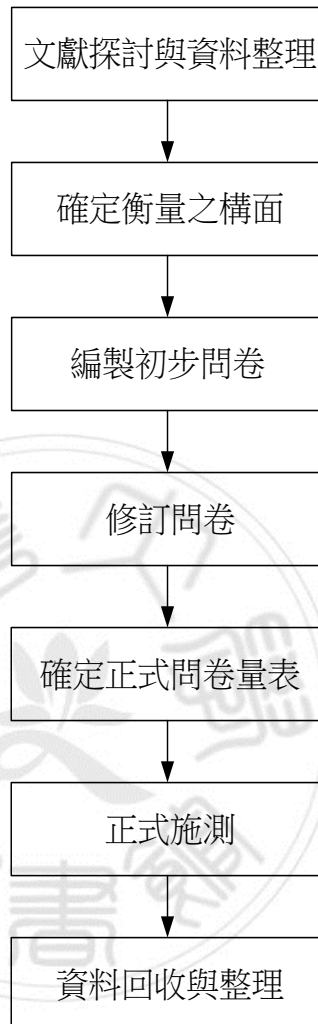 文獻探討與資料整理
確定衡量之構面
編製初步問卷
修訂問卷
確定正式問卷量表
正式施測
資料回收與整理